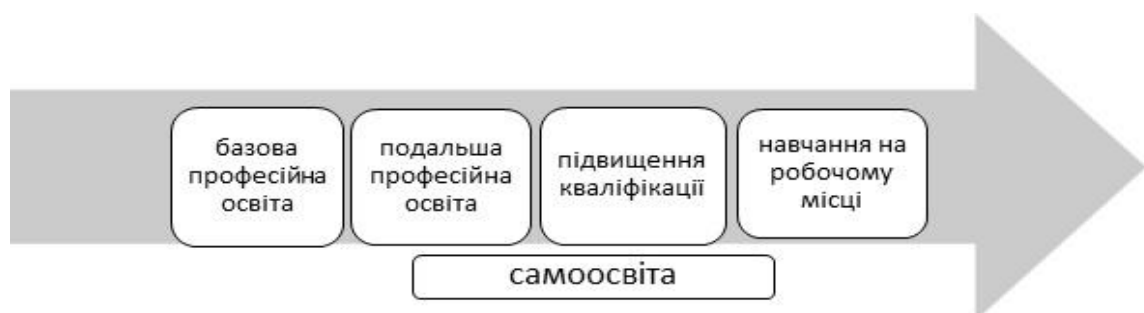 базова
професійна
освіта
подальша
професійна
освіта
підвищення
кваліфікації
навчання на
робочому
місці
самоосвіта